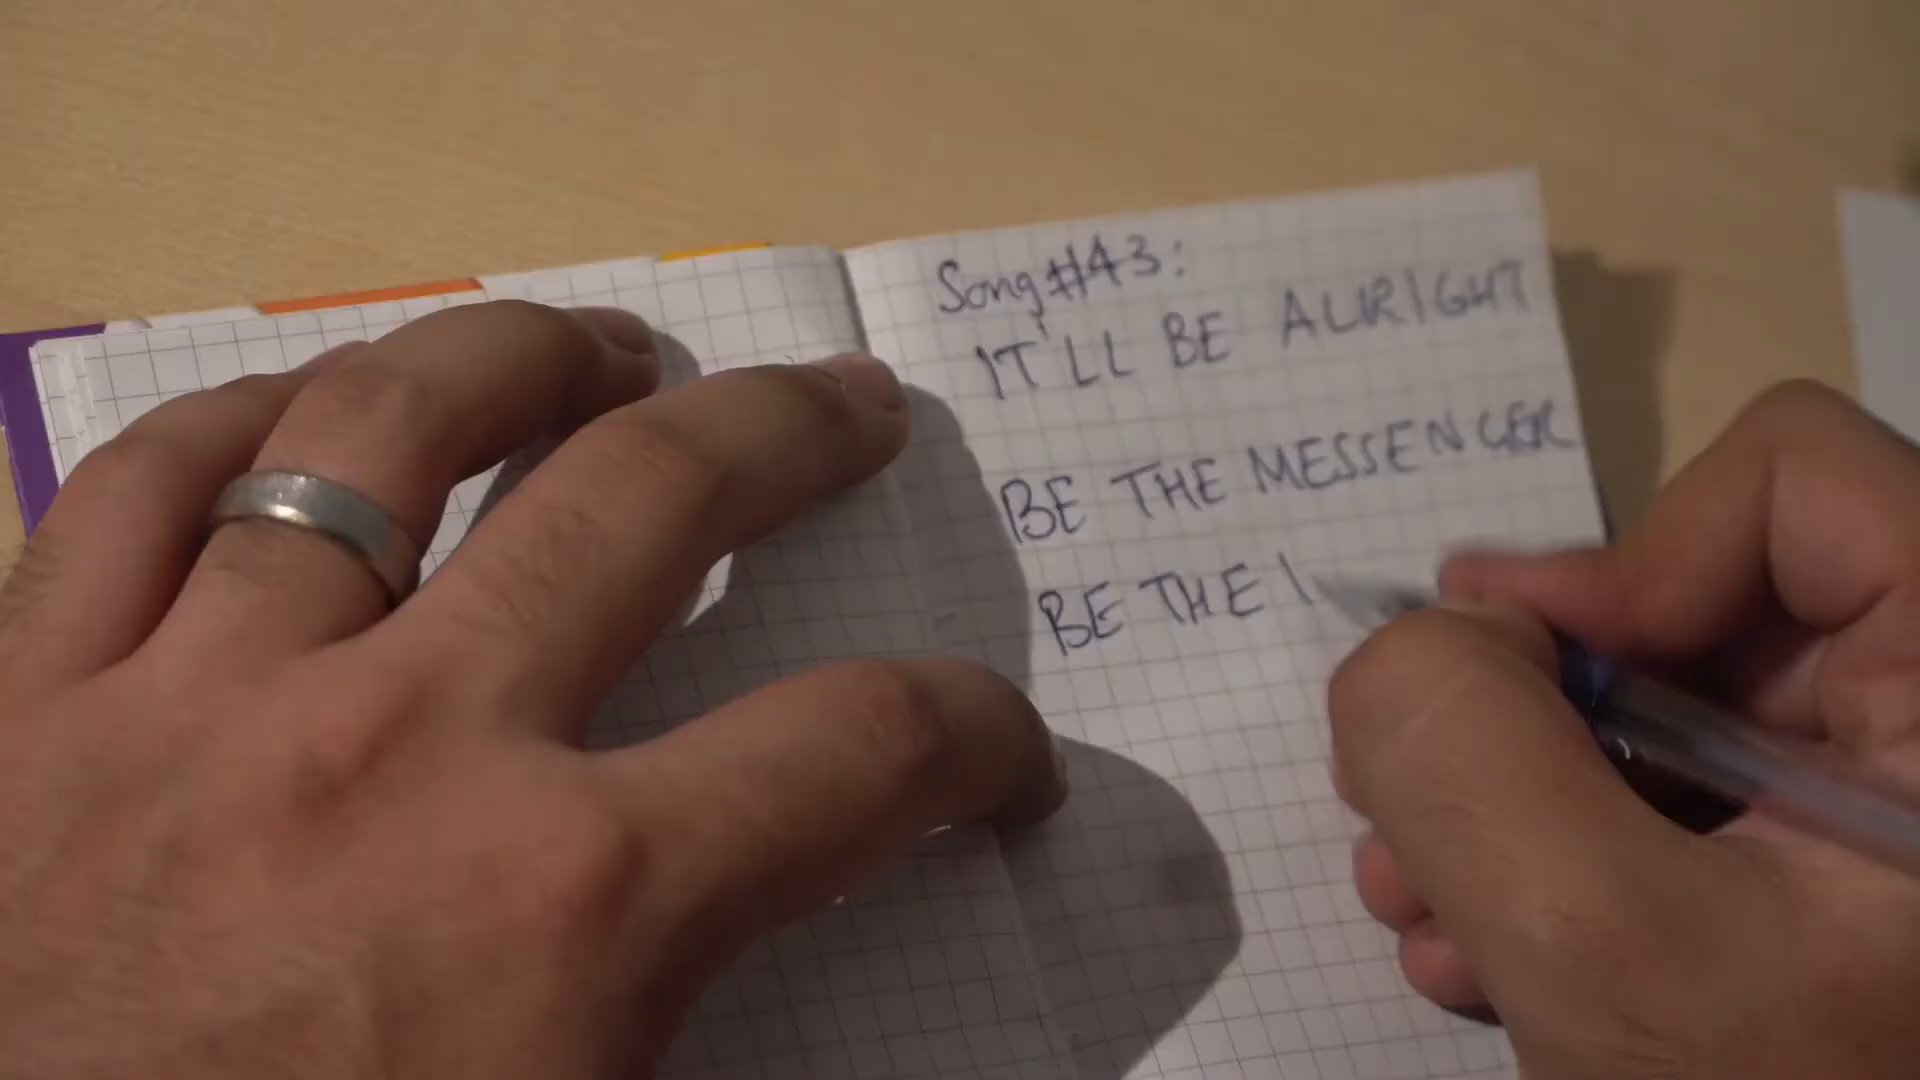 Song #43:
IT'LL BE ALRIGHT
BE THE MESSENGER
BE THE I